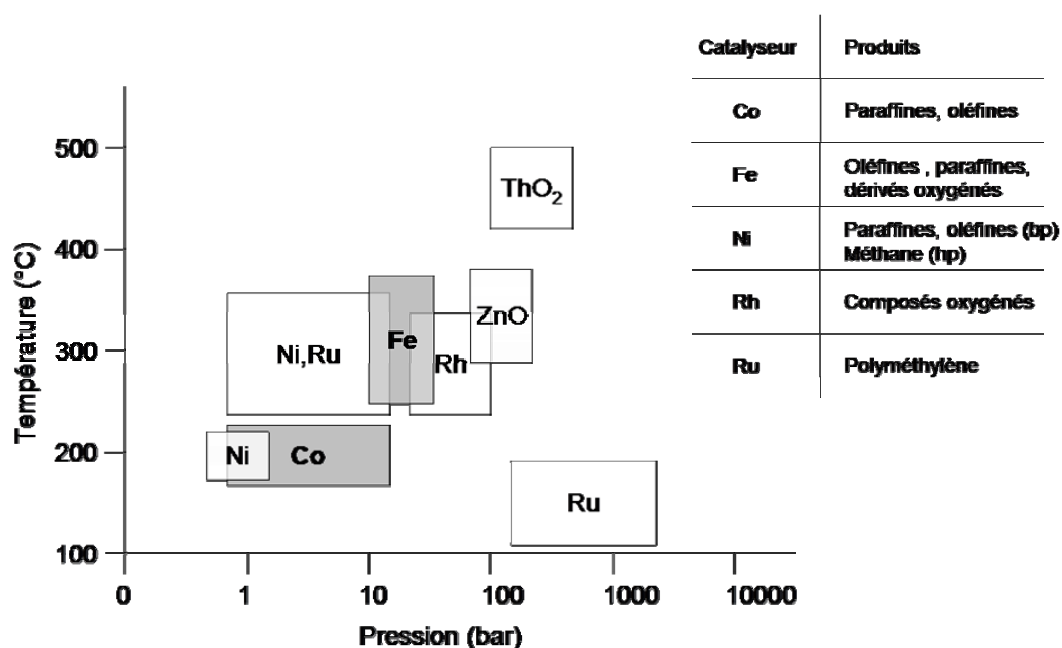 Catalyseur Produits
Co Paraffines, oléfines
Fe Oléfines , paraffines,
dérivés oxygénés
Ni Paraffines, oléfines (bp)
Méthane (hp)
Rh Composés oxygénés
Ru Polyméthylène
Température (°C)
500
400
300
200
100
ThO2
ZnO
Ni,Ru
Fe
Rh
Ni
Co
Ru
0 1 10 100 1000 10000
Pression (bar)